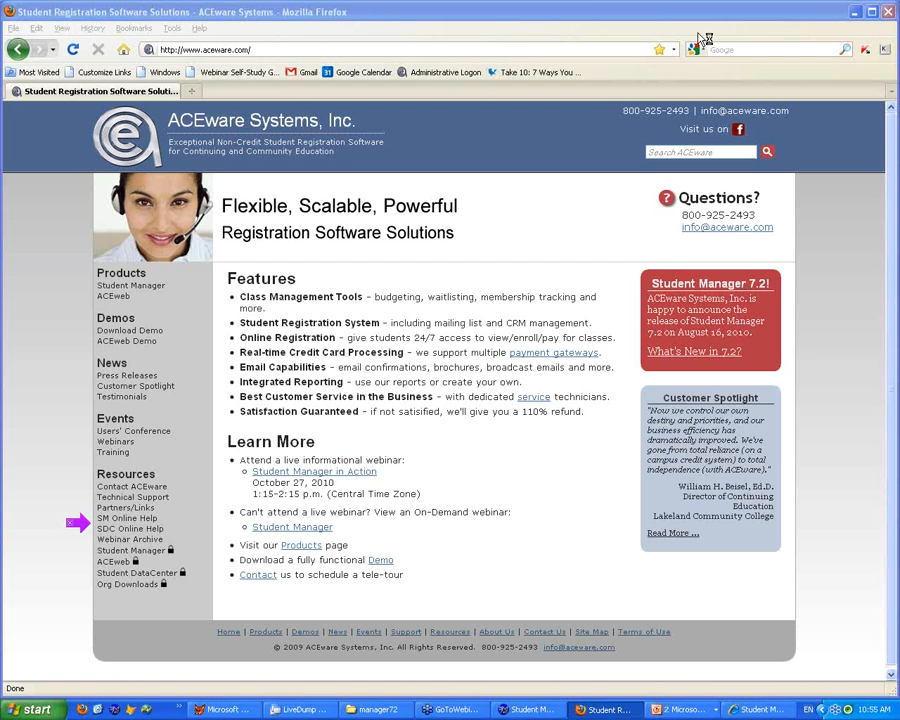 Student Registration Software Solutions - ACEware Systems - Mozilla Firefox
File Edit View History Bookmarks Tools Help
http://www.aceware.com/
Google
Most Visited Customize Links Windows Webinar Self-Study G... Gmail 31 Google Calendar Administrative Logon Take 10: 7 Ways You ...
Student Registration Software Soluti...
ACEware Systems, Inc.
Exceptional Non-Credit Student Registration Software
for Continuing and Community Education
800-925-2493 | info@aceware.com
Visit us on f
Search ACEware
Flexible, Scalable, Powerful
Registration Software Solutions
? Questions?
800-925-2493
info@aceware.com
Products
Student Manager
ACEweb
Demos
Download Demo
ACEweb Demo
News
Press Releases
Customer Spotlight
Testimonials
Events
Users' Conference
Webinars
Training
Resources
Contact ACEware
Technical Support
Partners/Links
SM Online Help
SDC Online Help
Webinar Archive
Student Manager
ACEweb
Student DataCenter
Org Downloads
Features
• Class Management Tools - budgeting, waitlisting, membership tracking and
more.
• Student Registration System - including mailing list and CRM management.
• Online Registration - give students 24/7 access to view/enroll/pay for classes.
• Real-time Credit Card Processing - we support multiple payment gateways.
• Email Capabilities - email confirmations, brochures, broadcast emails and more.
• Integrated Reporting - use our reports or create your own.
• Best Customer Service in the Business - with dedicated service technicians.
• Satisfaction Guaranteed - if not satisified, we'll give you a 110% refund.
Learn More
• Attend a live informational webinar:
Student Manager in Action
October 27, 2010
1:15-2:15 p.m. (Central Time Zone)
• Can't attend a live webinar? View an On-Demand webinar:
Student Manager
• Visit our Products page
• Download a fully functional Demo
• Contact us to schedule a tele-tour
Student Manager 7.2!
ACEware Systems, Inc. is
happy to announce the
release of Student Manager
7.2 on August 16, 2010.
What's New in 7.2?
Customer Spotlight
"Now we control our own
destiny and priorities, and our
business efficiency has
dramatically improved. We've
gone from total reliance (on a
campus credit system) to total
independence (with ACEware)."
William H. Beisel, Ed.D.
Director of Continuing
Education
Lakeland Community College
Read More ...
Home | Products | Demos | News | Events | Support | Resources | About Us | Contact Us | Site Map | Terms of Use
© 2009 ACEware Systems, Inc. All Rights Reserved. 800-925-2493 info@aceware.com
Done
start Microsoft ... LiveDump ... manager72 GoToWebi... Student M... Student R... 2 Microso... Student M... EN 10:55 AM